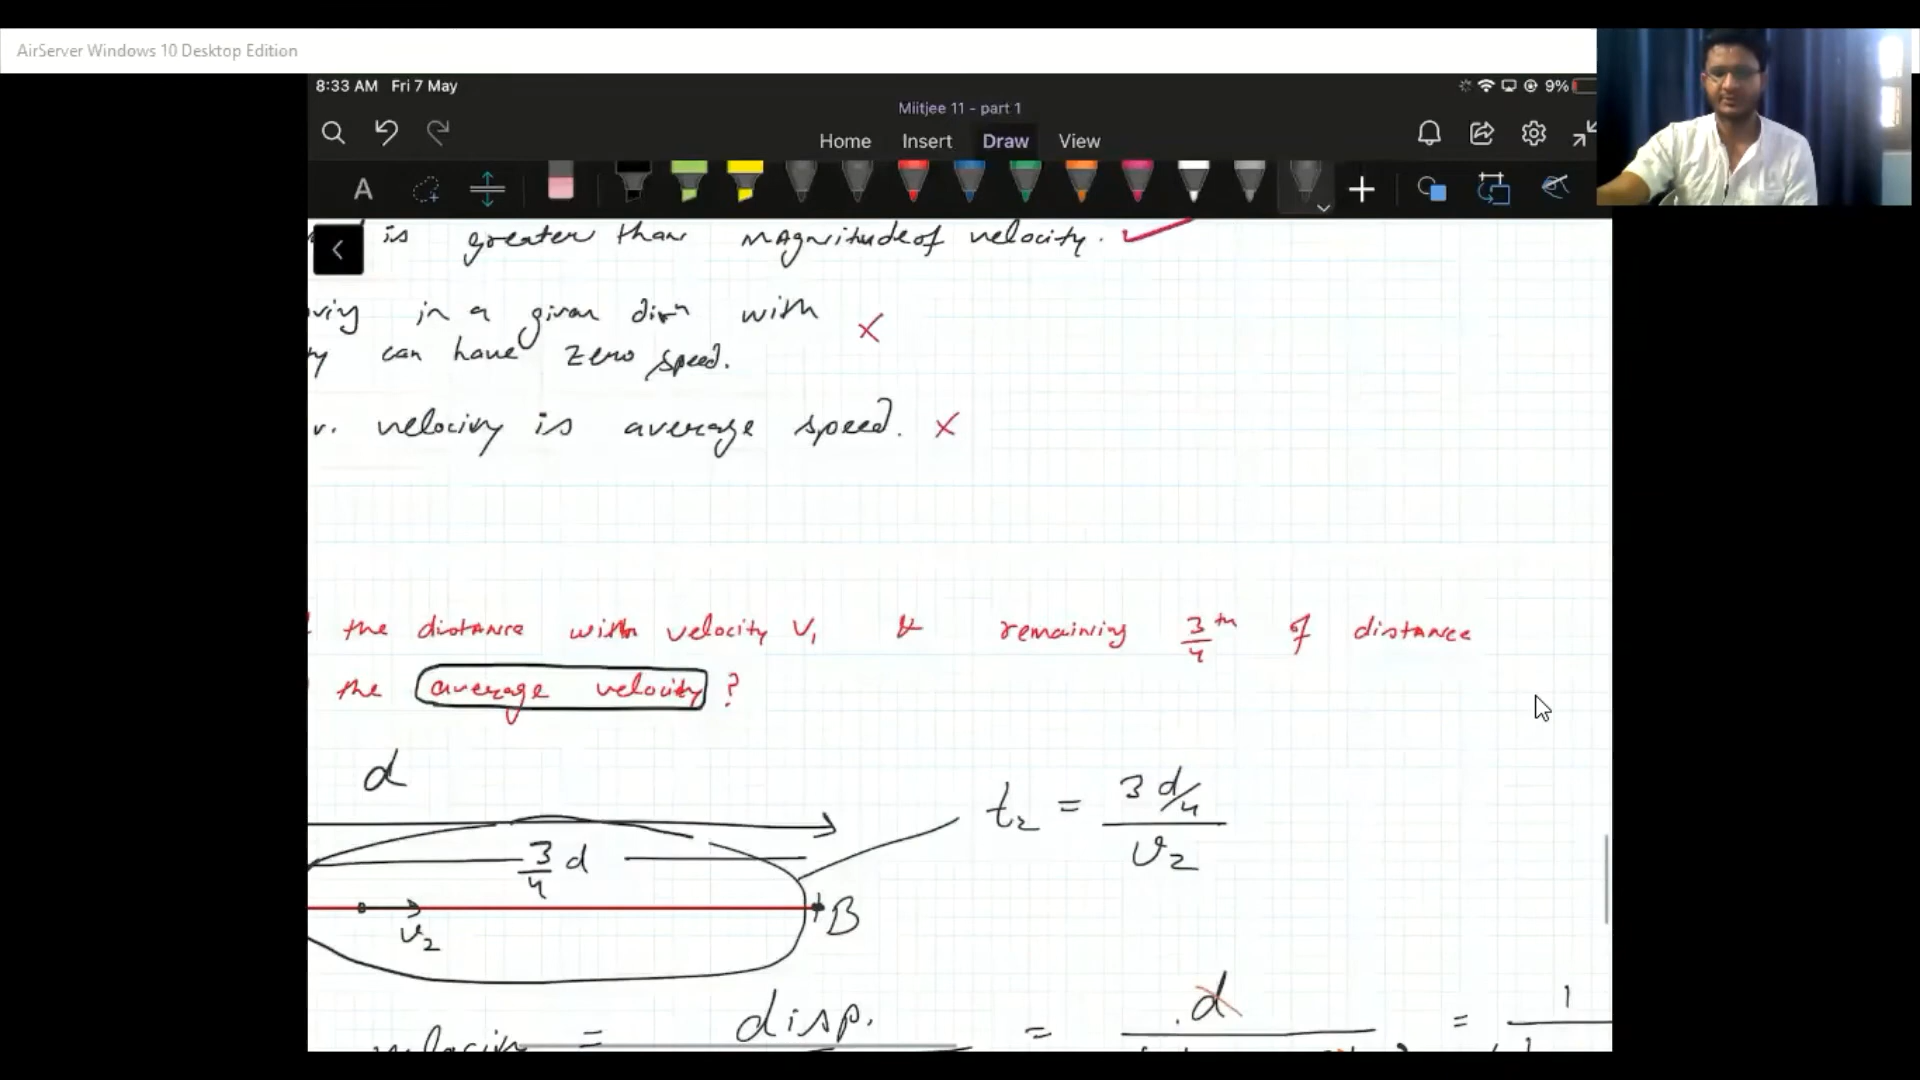 AirServer Windows 10 Desktop Edition
8:33 AM Fri 7 May
9%
Miitjee 11 - part 1
Home Insert Draw View
A
is greater than magnitude of velocity.
in a given dirn with
can have zero speed.
velocity is average speed.
the distance with velocity V1 & remaining 3/4 th of distance
the average velocity ?
d
t2 = 3d/4 / v2
3/4 d
B
v2
disp.
= = d = 1